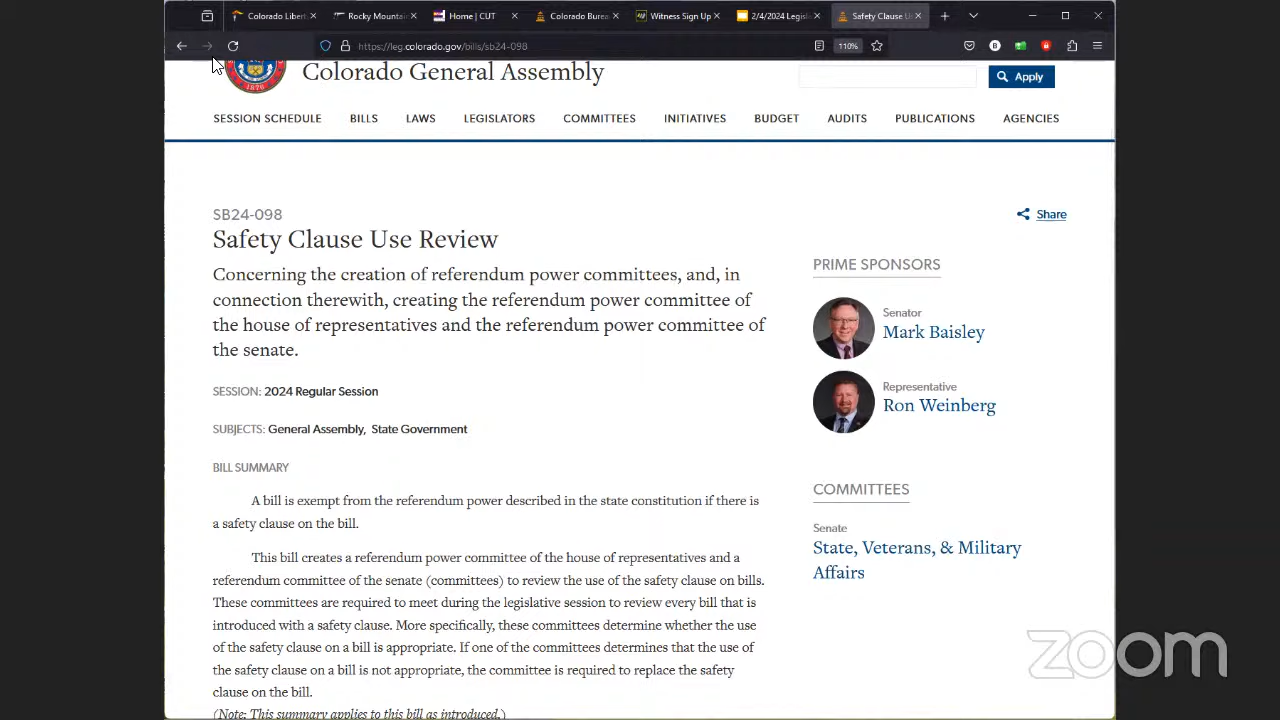 Colorado Libert
Rocky Mountain
Home | CUT
Colorado Burea
Witness Sign Up
2/4/2024 Legisl
Safety Clause U
https://leg.colorado.gov/bills/sb24-098
110%
1876
Colorado General Assembly
Apply
SESSION SCHEDULE BILLS LAWS LEGISLATORS COMMITTEES INITIATIVES BUDGET AUDITS PUBLICATIONS AGENCIES
SB24-098
Share
Safety Clause Use Review
Concerning the creation of referendum power committees, and, in
connection therewith, creating the referendum power committee of
the house of representatives and the referendum power committee of
the senate.
SESSION: 2024 Regular Session
SUBJECTS: General Assembly, State Government
BILL SUMMARY
A bill is exempt from the referendum power described in the state constitution if there is
a safety clause on the bill.
This bill creates a referendum power committee of the house of representatives and a
referendum committee of the senate (committees) to review the use of the safety clause on bills.
These committees are required to meet during the legislative session to review every bill that is
introduced with a safety clause. More specifically, these committees determine whether the use
of the safety clause on a bill is appropriate. If one of the committees determines that the use of
the safety clause on a bill is not appropriate, the committee is required to replace the safety
clause on the bill.
(Note: This summary applies to this bill as introduced.)
PRIME SPONSORS
Senator
Mark Baisley
Representative
Ron Weinberg
COMMITTEES
Senate
State, Veterans, & Military
Affairs
zoom